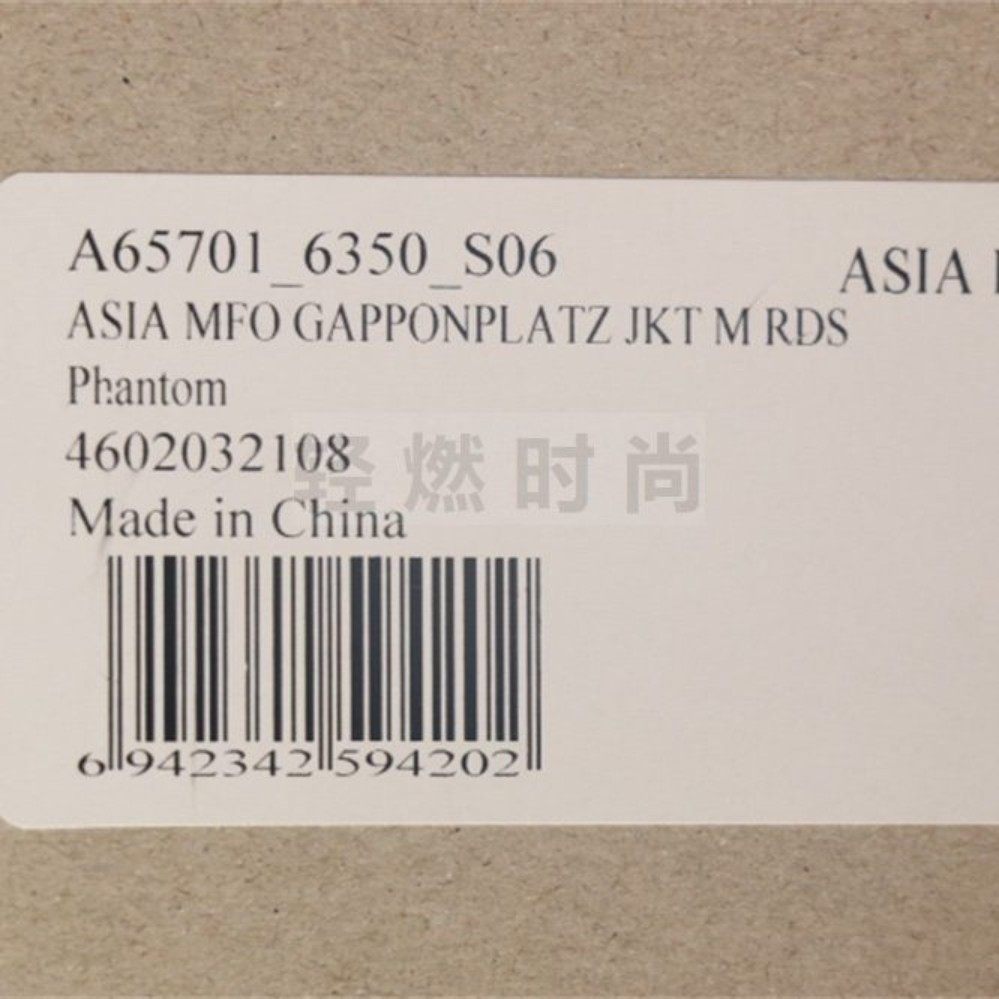 A65701_6350_S06
ASIA
ASIA MFO GAPPONPLATZ JKT M RDS
Phantom
4602032108
轻燃时尚
Made in China
6 942342 594202